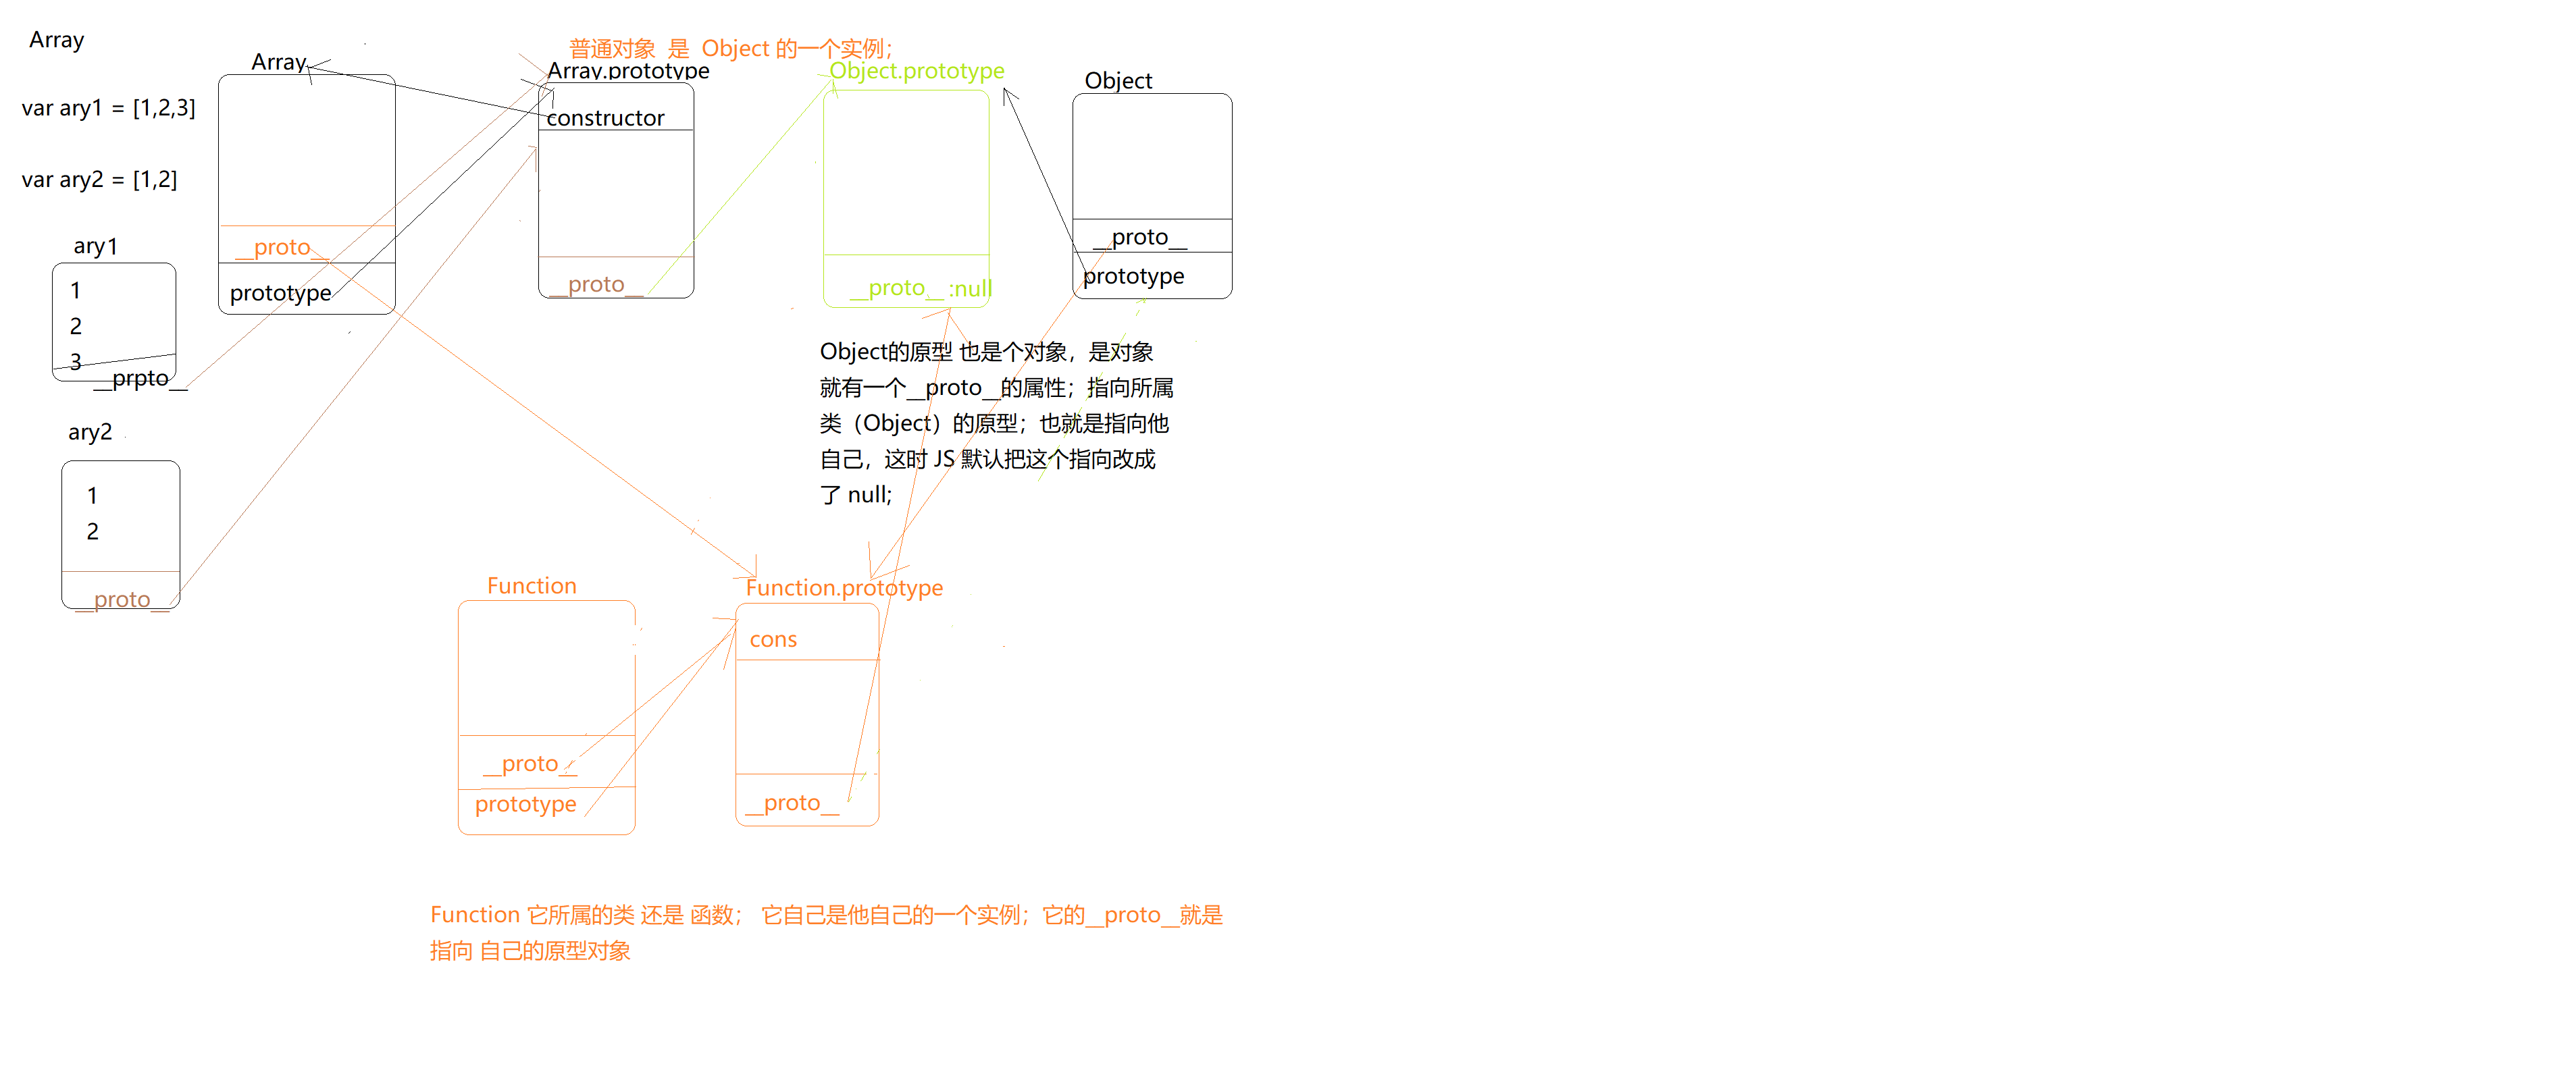 Array
var ary1 = [1,2,3]
var ary2 = [1,2]
ary1
1
2
3
__prpto__
ary2
1
2
__proto__
Array
__proto__
prototype
普通对象 是 Object 的一个实例；
Array.prototype
constructor
__proto__
Object.prototype
__proto__ :null
Object
__proto__
prototype
Object的原型 也是个对象，是对象
就有一个__proto__的属性；指向所属
类（Object）的原型；也就是指向他
自己，这时 JS 默认把这个指向改成
了 null;
Function
__proto__
prototype
Function.prototype
cons
__proto__
Function 它所属的类 还是 函数； 它自己是他自己的一个实例；它的__proto__就是
指向 自己的原型对象